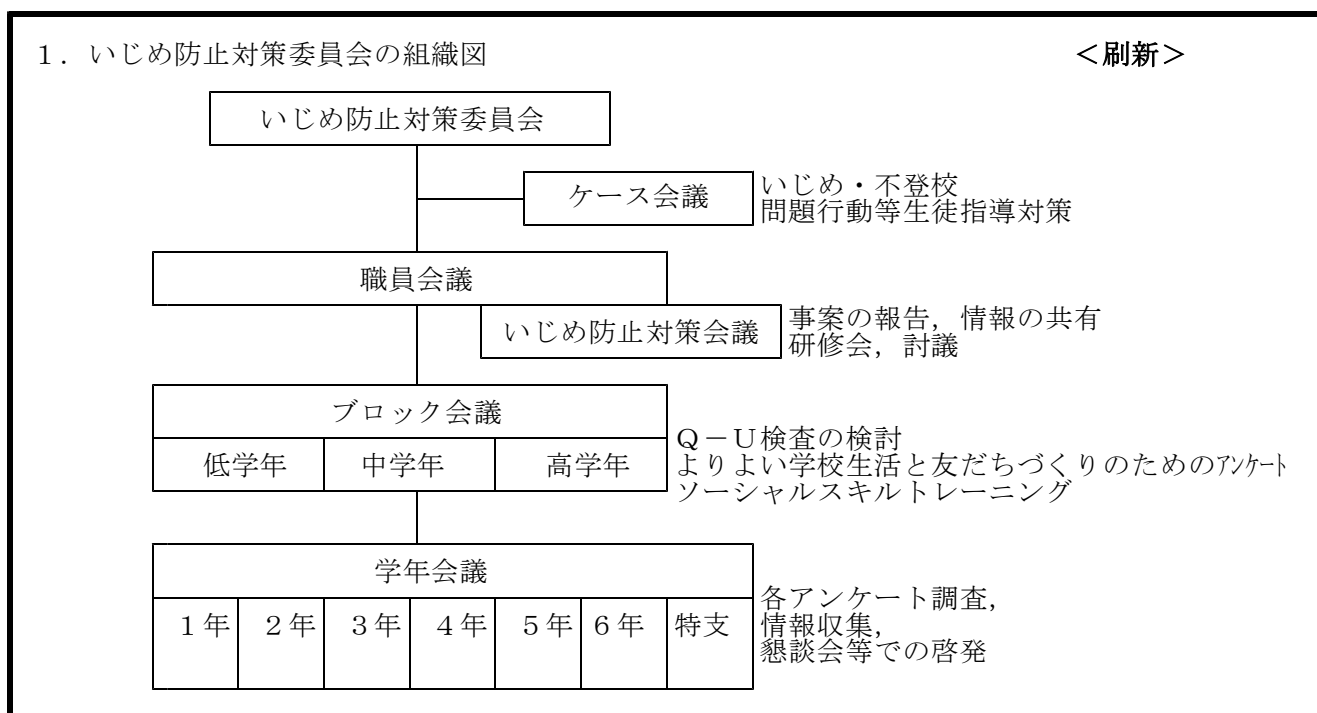 １．いじめ防止対策委員会の組織図　＜刷新＞
いじめ防止対策委員会
ケース会議
いじめ・不登校
問題行動等生徒指導対策
職員会議
いじめ防止対策会議
事案の報告，情報の共有
研修会，討議
ブロック会議
低学年　中学年　高学年
Ｑ－Ｕ検査の検討
よりよい学校生活と友だちづくりのためのｱﾝｹｰﾄ
ソーシャルスキルトレーニング
学年会議
１年　２年　３年　４年　５年　６年　特支
各アンケート調査，
情報収集，
懇談会等での啓発